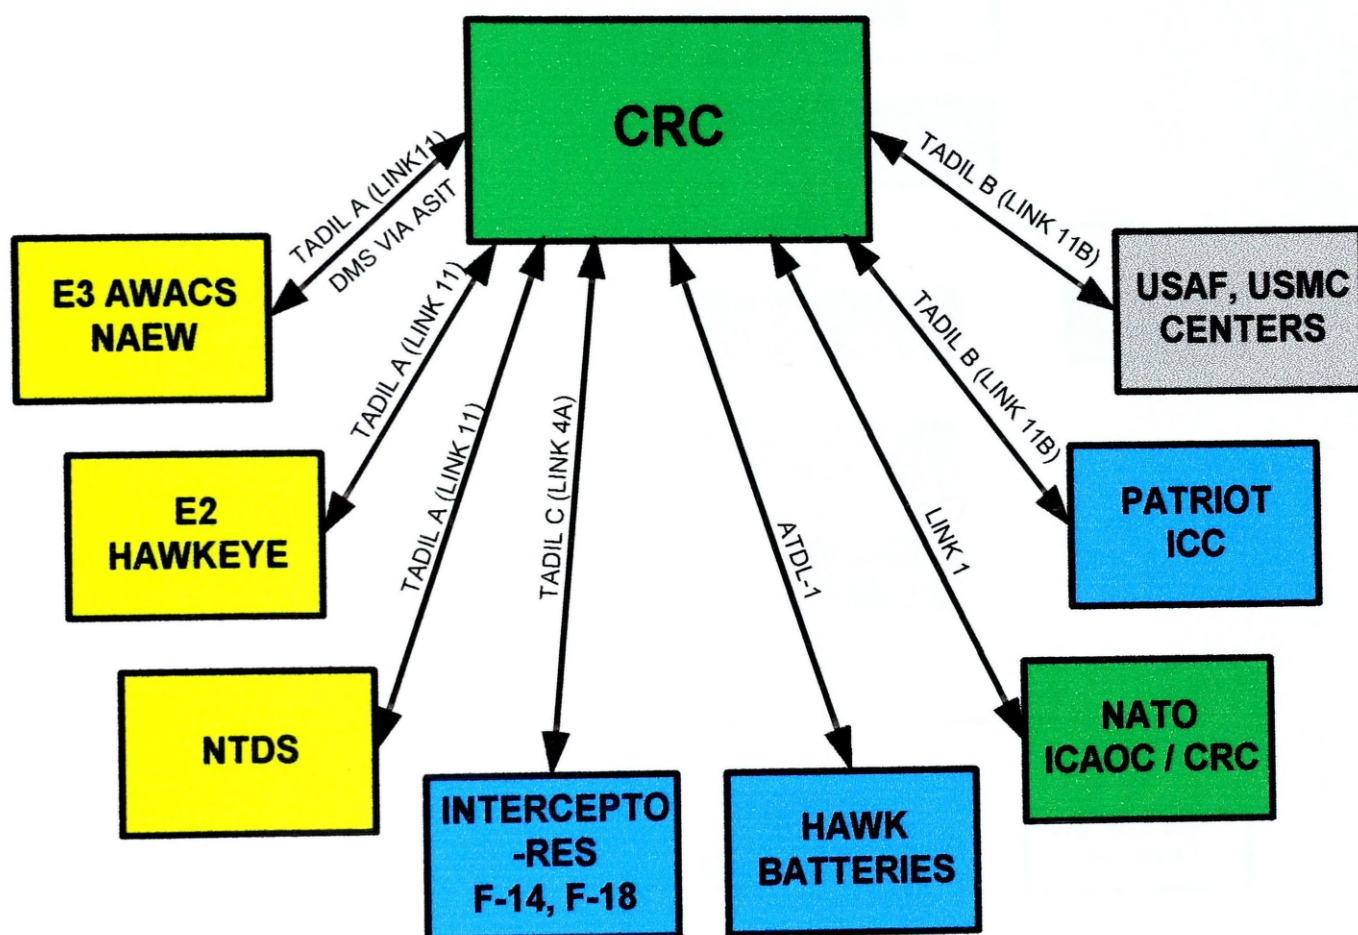 CRC
TADIL A (LINK11)
DMS VIA ASIT
TADIL B (LINK 11B)
E3 AWACS
NAEW
USAF, USMC
CENTERS
TADIL A (LINK 11)
TADIL B (LINK 11B)
E2
HAWKEYE
PATRIOT
ICC
TADIL A (LINK 11)
TADIL C (LINK 4A)
ATDL-1
LINK 1
NTDS
NATO
ICAOC / CRC
INTERCEPTO
-RES
F-14, F-18
HAWK
BATTERIES